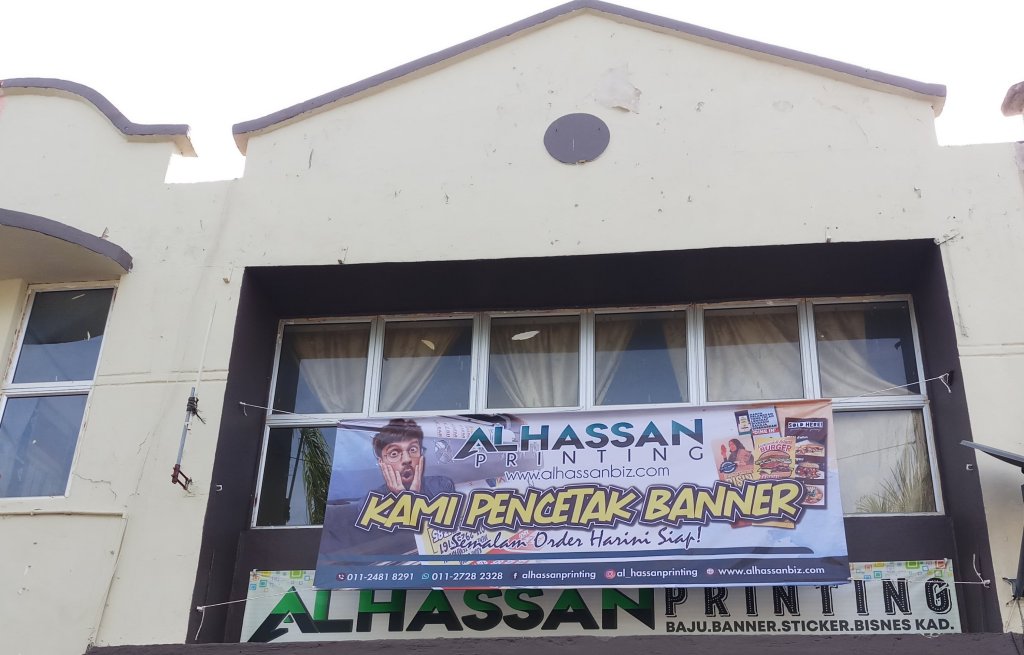 ALHASSAN
PRINTING
www.alhassanbiz.com
KAMI PENCETAK BANNER
Semalam Order Harini Siap!
011-2481 8291 011-2728 2328 alhassanprinting al_hassanprinting www.alhassanbiz.com
BURGER
ALHASSAN PRINTING
BAJU.BANNER.STICKER.BISNES KAD.